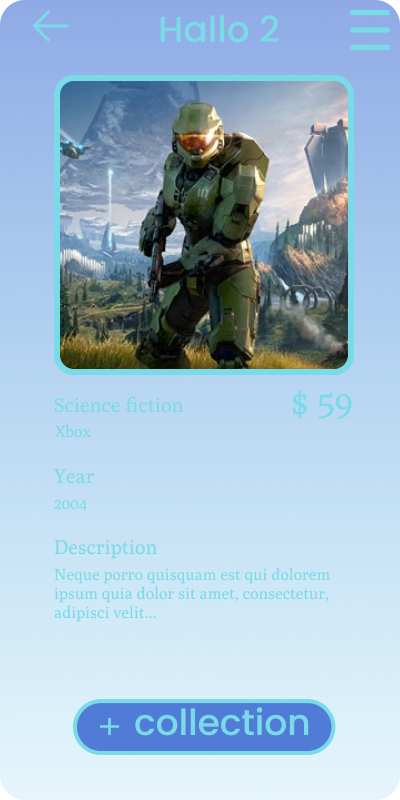 Hallo 2
Science fiction
$ 59
Xbox
Year
2004
Description
Neque porro quisquam est qui dolorem
ipsum quia dolor sit amet, consectetur,
adipisci velit...
+ collection